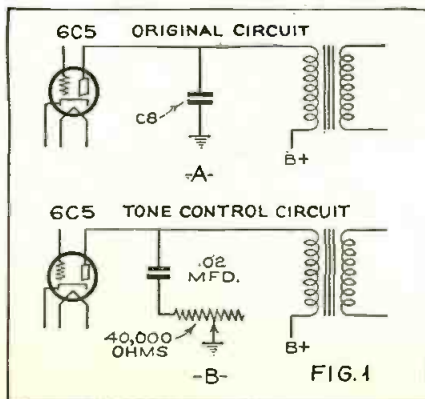 6C5 ORIGINAL CIRCUIT
C8
B+
-A-
6C5 TONE CONTROL CIRCUIT
.02
MFD.
40,000
OHMS
B+
-B-
FIG. 1